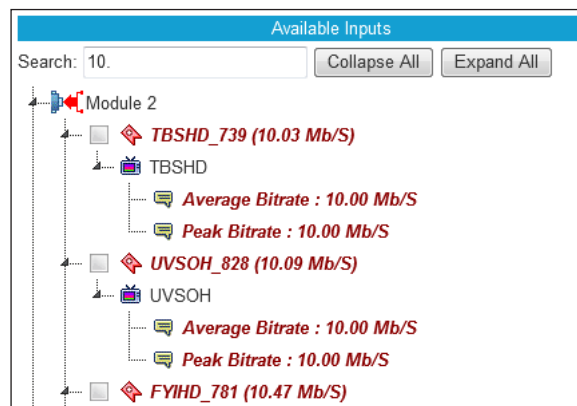 Available Inputs
Search: 10. Collapse All Expand All
Module 2
TBSHD_739 (10.03 Mb/S)
TBSHD
Average Bitrate : 10.00 Mb/S
Peak Bitrate : 10.00 Mb/S
UVSOH_828 (10.09 Mb/S)
UVSOH
Average Bitrate : 10.00 Mb/S
Peak Bitrate : 10.00 Mb/S
FYIHD_781 (10.47 Mb/S)